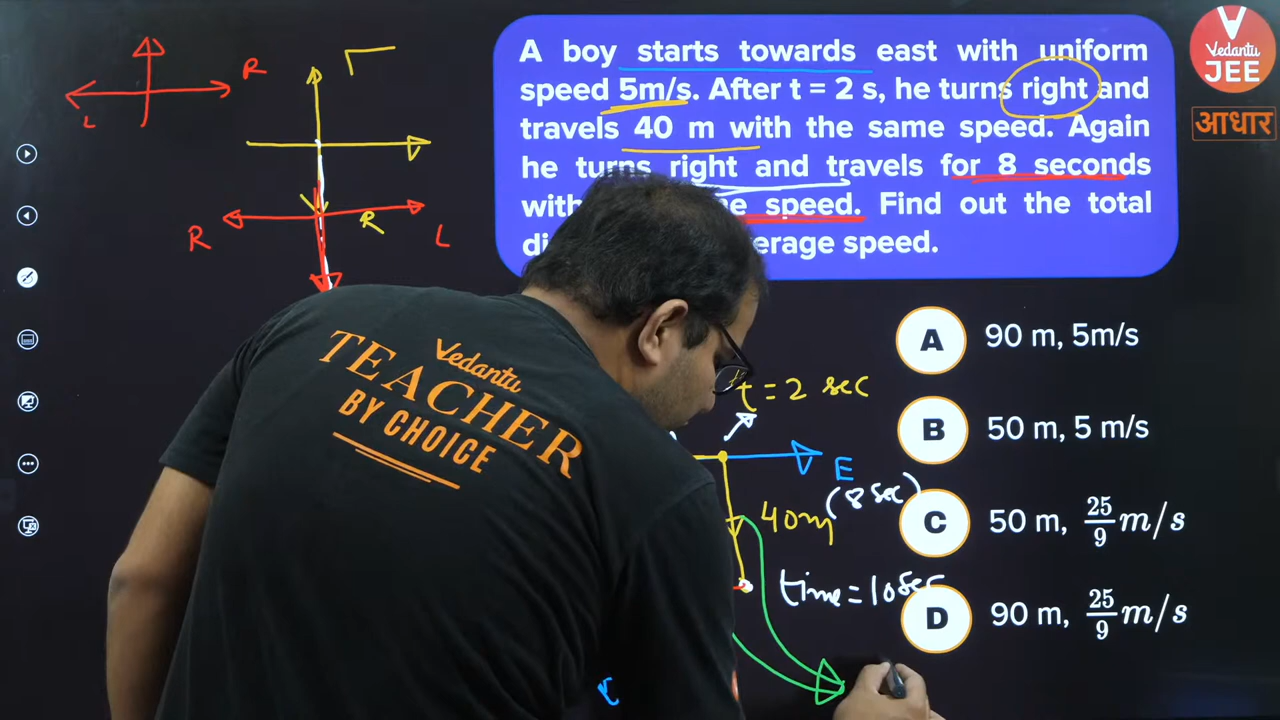 A boy starts towards east with uniform
speed 5m/s. After t = 2 s, he turns right and
travels 40 m with the same speed. Again
he turns right and travels for 8 seconds
with e speed. Find out the total
di erage speed.
Vedantu
JEE
आधार
R
L
R
R
L
Vedantu
TEACHER
BY CHOICE
t = 2 sec
E
40m (8 sec)
time = 10sec
A 90 m, 5m/s
B 50 m, 5 m/s
C 50 m, 25/9 m/s
D 90 m, 25/9 m/s